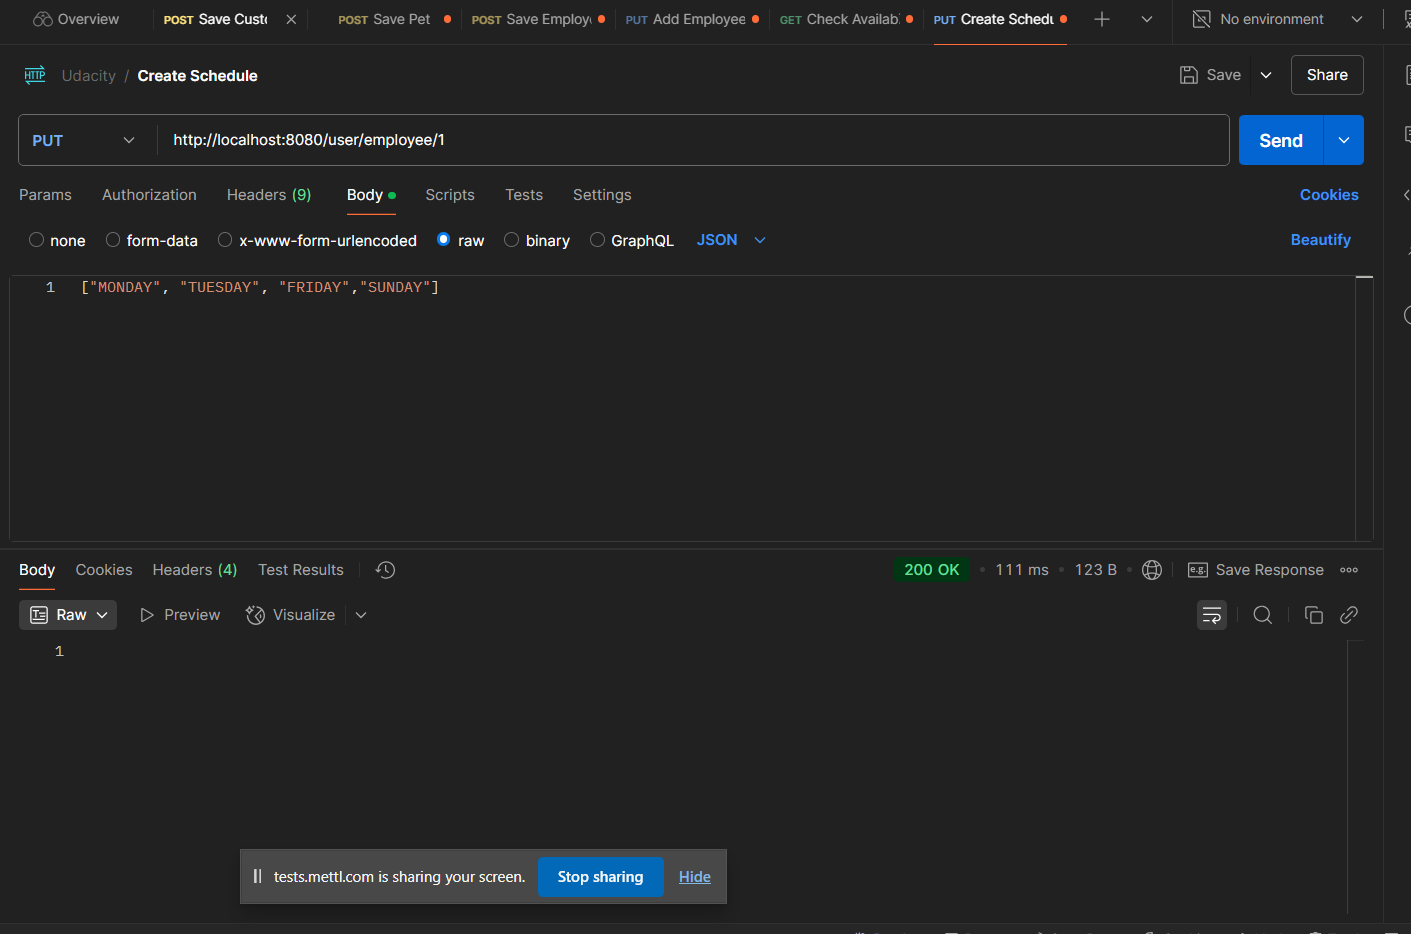 Overview
POST Save Custo
POST Save Pet
POST Save Employ
PUT Add Employee
GET Check Availab
PUT Create Schedu
No environment
HTTP Udacity / Create Schedule
Save
Share
PUT
http://localhost:8080/user/employee/1
Send
Params Authorization Headers (9) Body Scripts Tests Settings
Cookies
none form-data x-www-form-urlencoded raw binary GraphQL JSON
Beautify
1 ["MONDAY", "TUESDAY", "FRIDAY","SUNDAY"]
Body Cookies Headers (4) Test Results
200 OK • 111 ms • 123 B
e.g. Save Response
Raw Preview Visualize
1
tests.mettl.com is sharing your screen. Stop sharing Hide